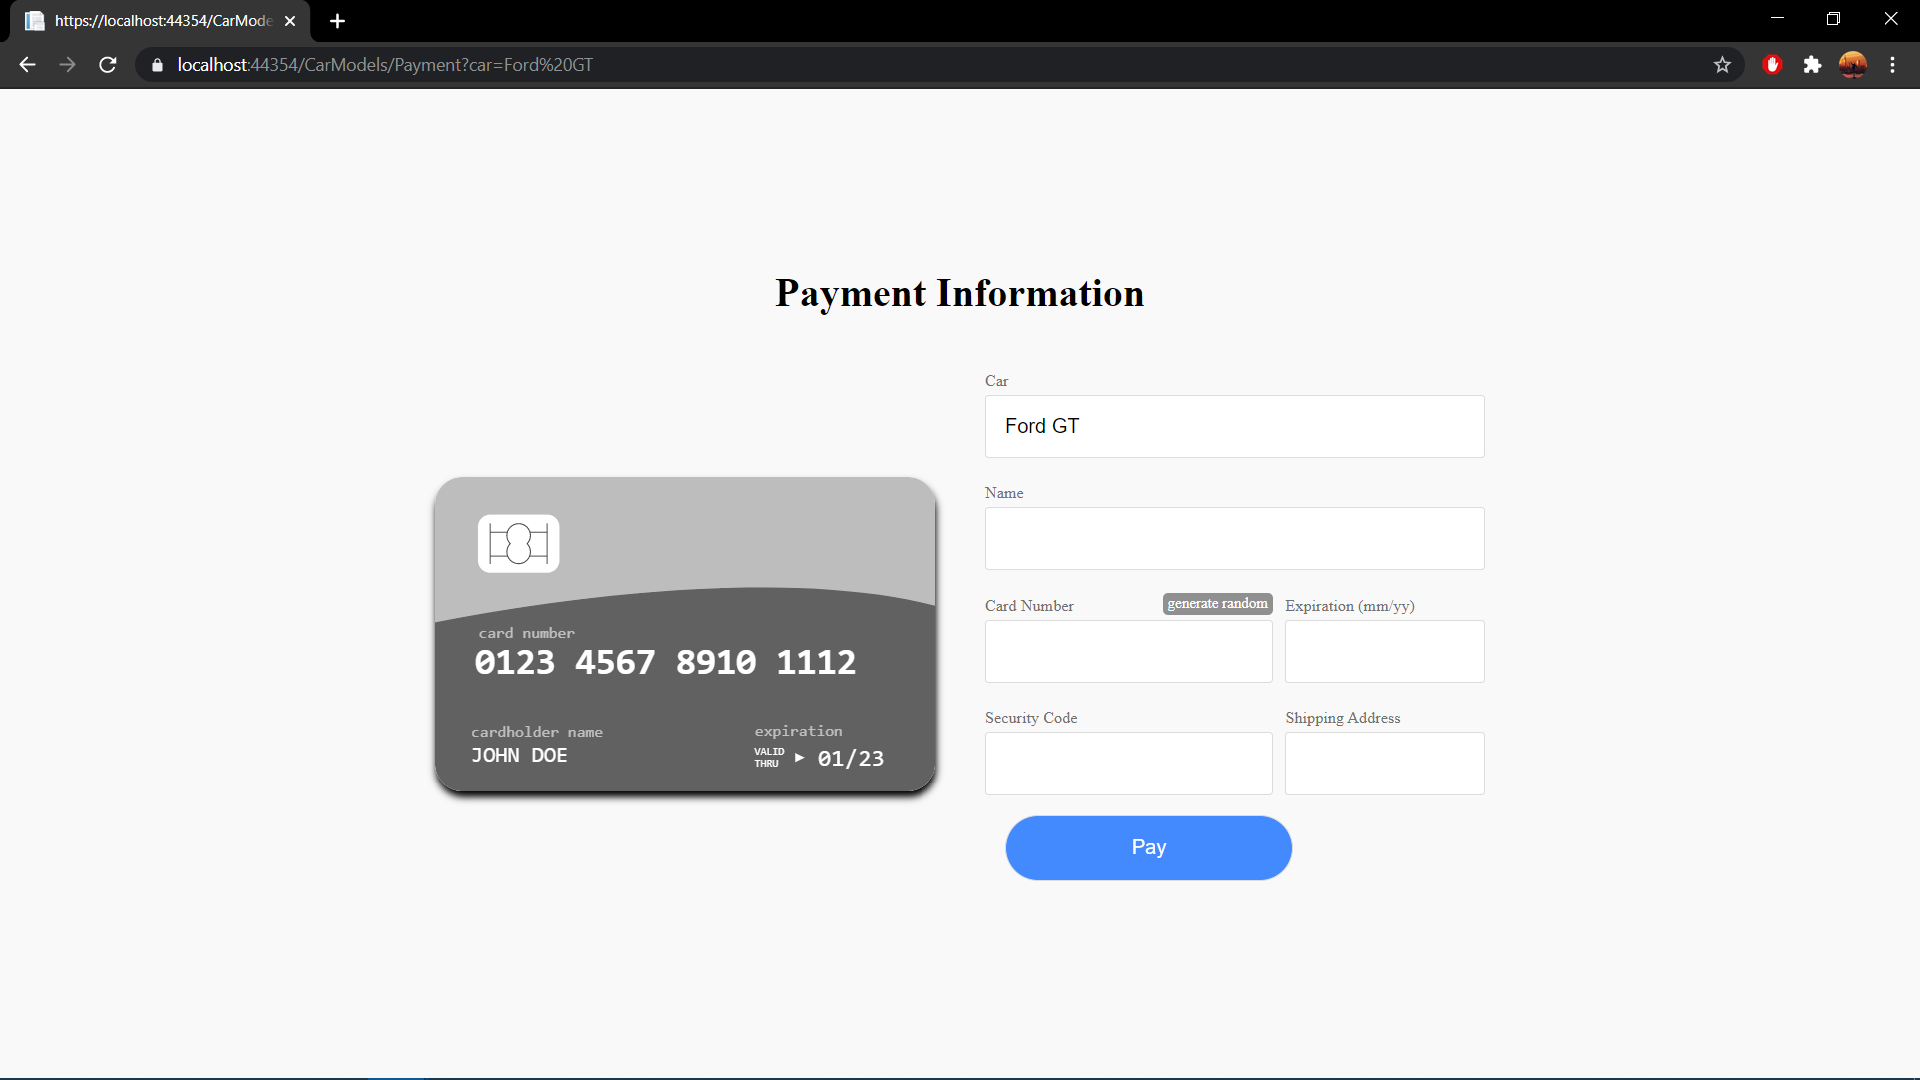 https://localhost:44354/CarMode
localhost:44354/CarModels/Payment?car=Ford%20GT
Payment Information
Car
Ford GT
Name
Card Number
generate random
Expiration (mm/yy)
Security Code
Shipping Address
Pay
card number
0123 4567 8910 1112
cardholder name
JOHN DOE
expiration
VALID
THRU
01/23